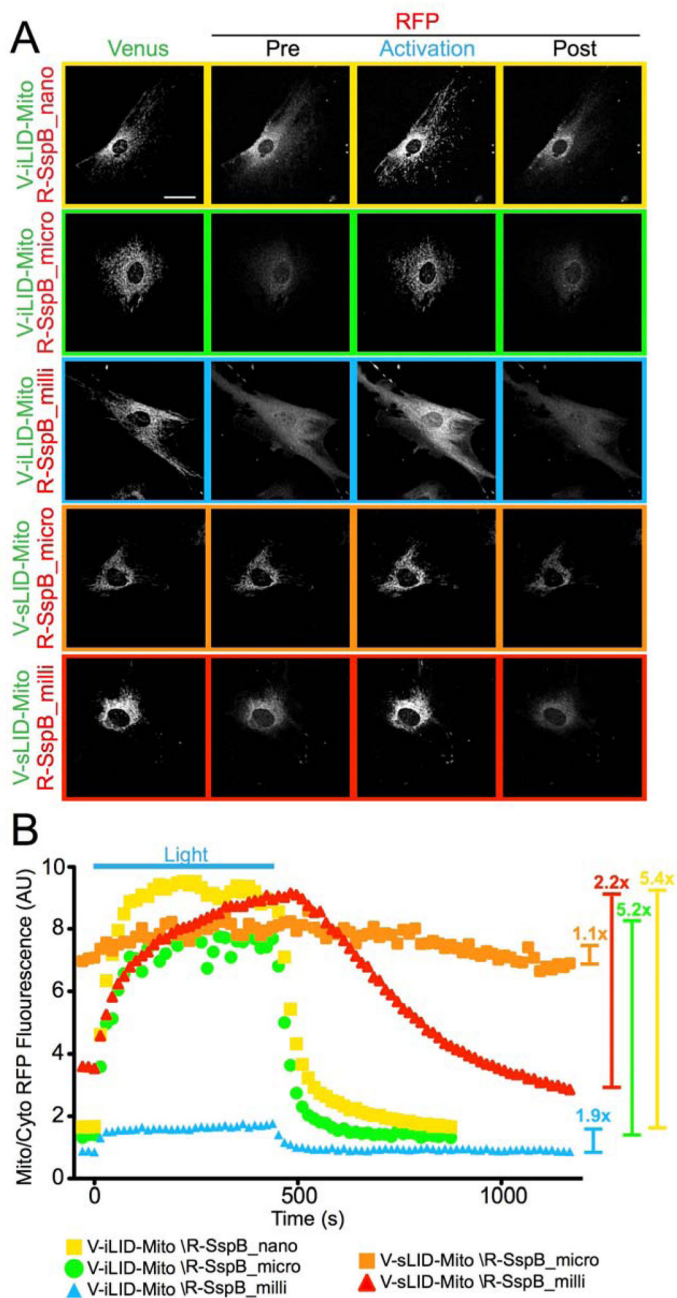 A
RFP
Venus
Pre
Activation
Post
V-iLID-Mito
R-SspB_nano
V-iLID-Mito
R-SspB_micro
V-iLID-Mito
R-SspB_milli
V-sLID-Mito
R-SspB_micro
V-sLID-Mito
R-SspB_milli
B
Light
Mito/Cyto RFP Fluourescence (AU)
10
8
6
4
2
0
0
500
1000
Time (s)
2.2x
5.4x
5.2x
1.1x
1.9x
V-iLID-Mito \R-SspB_nano
V-iLID-Mito \R-SspB_micro
V-iLID-Mito \R-SspB_milli
V-sLID-Mito \R-SspB_micro
V-sLID-Mito \R-SspB_milli